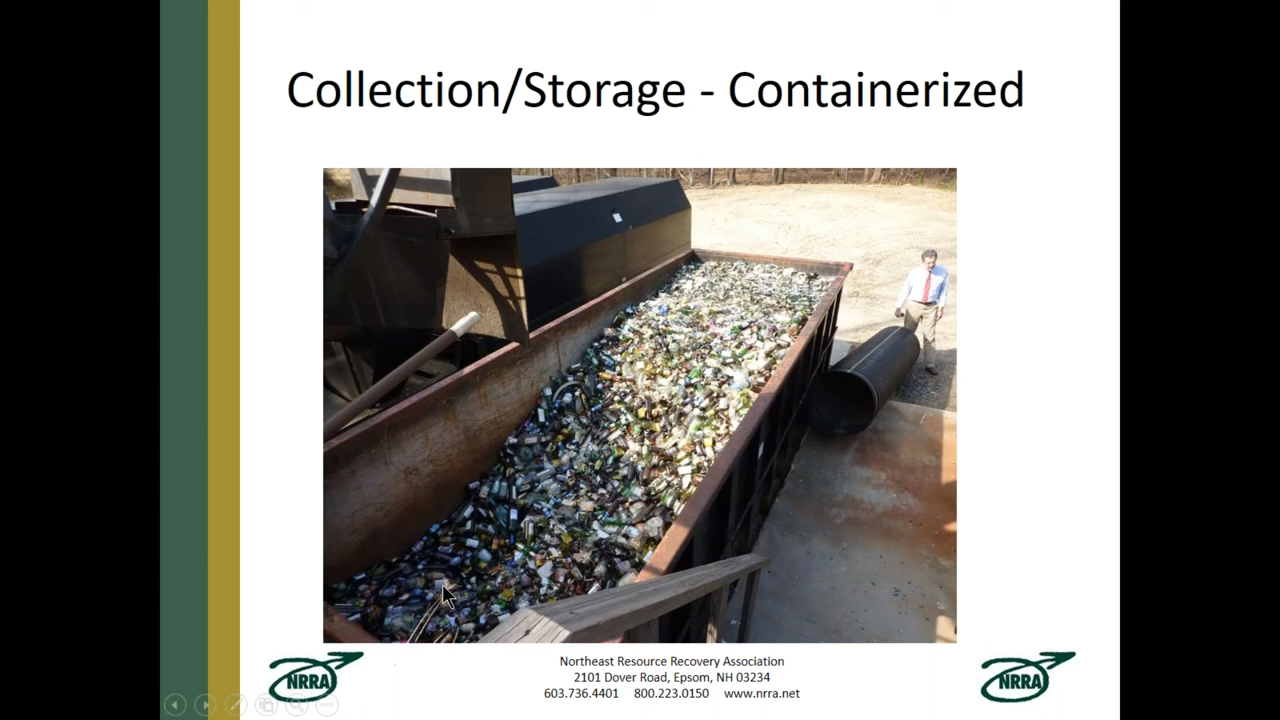 Collection/Storage - Containerized
Northeast Resource Recovery Association
2101 Dover Road, Epsom, NH 03234
603.736.4401 800.223.0150 www.nrra.net
NRRA
NRRA